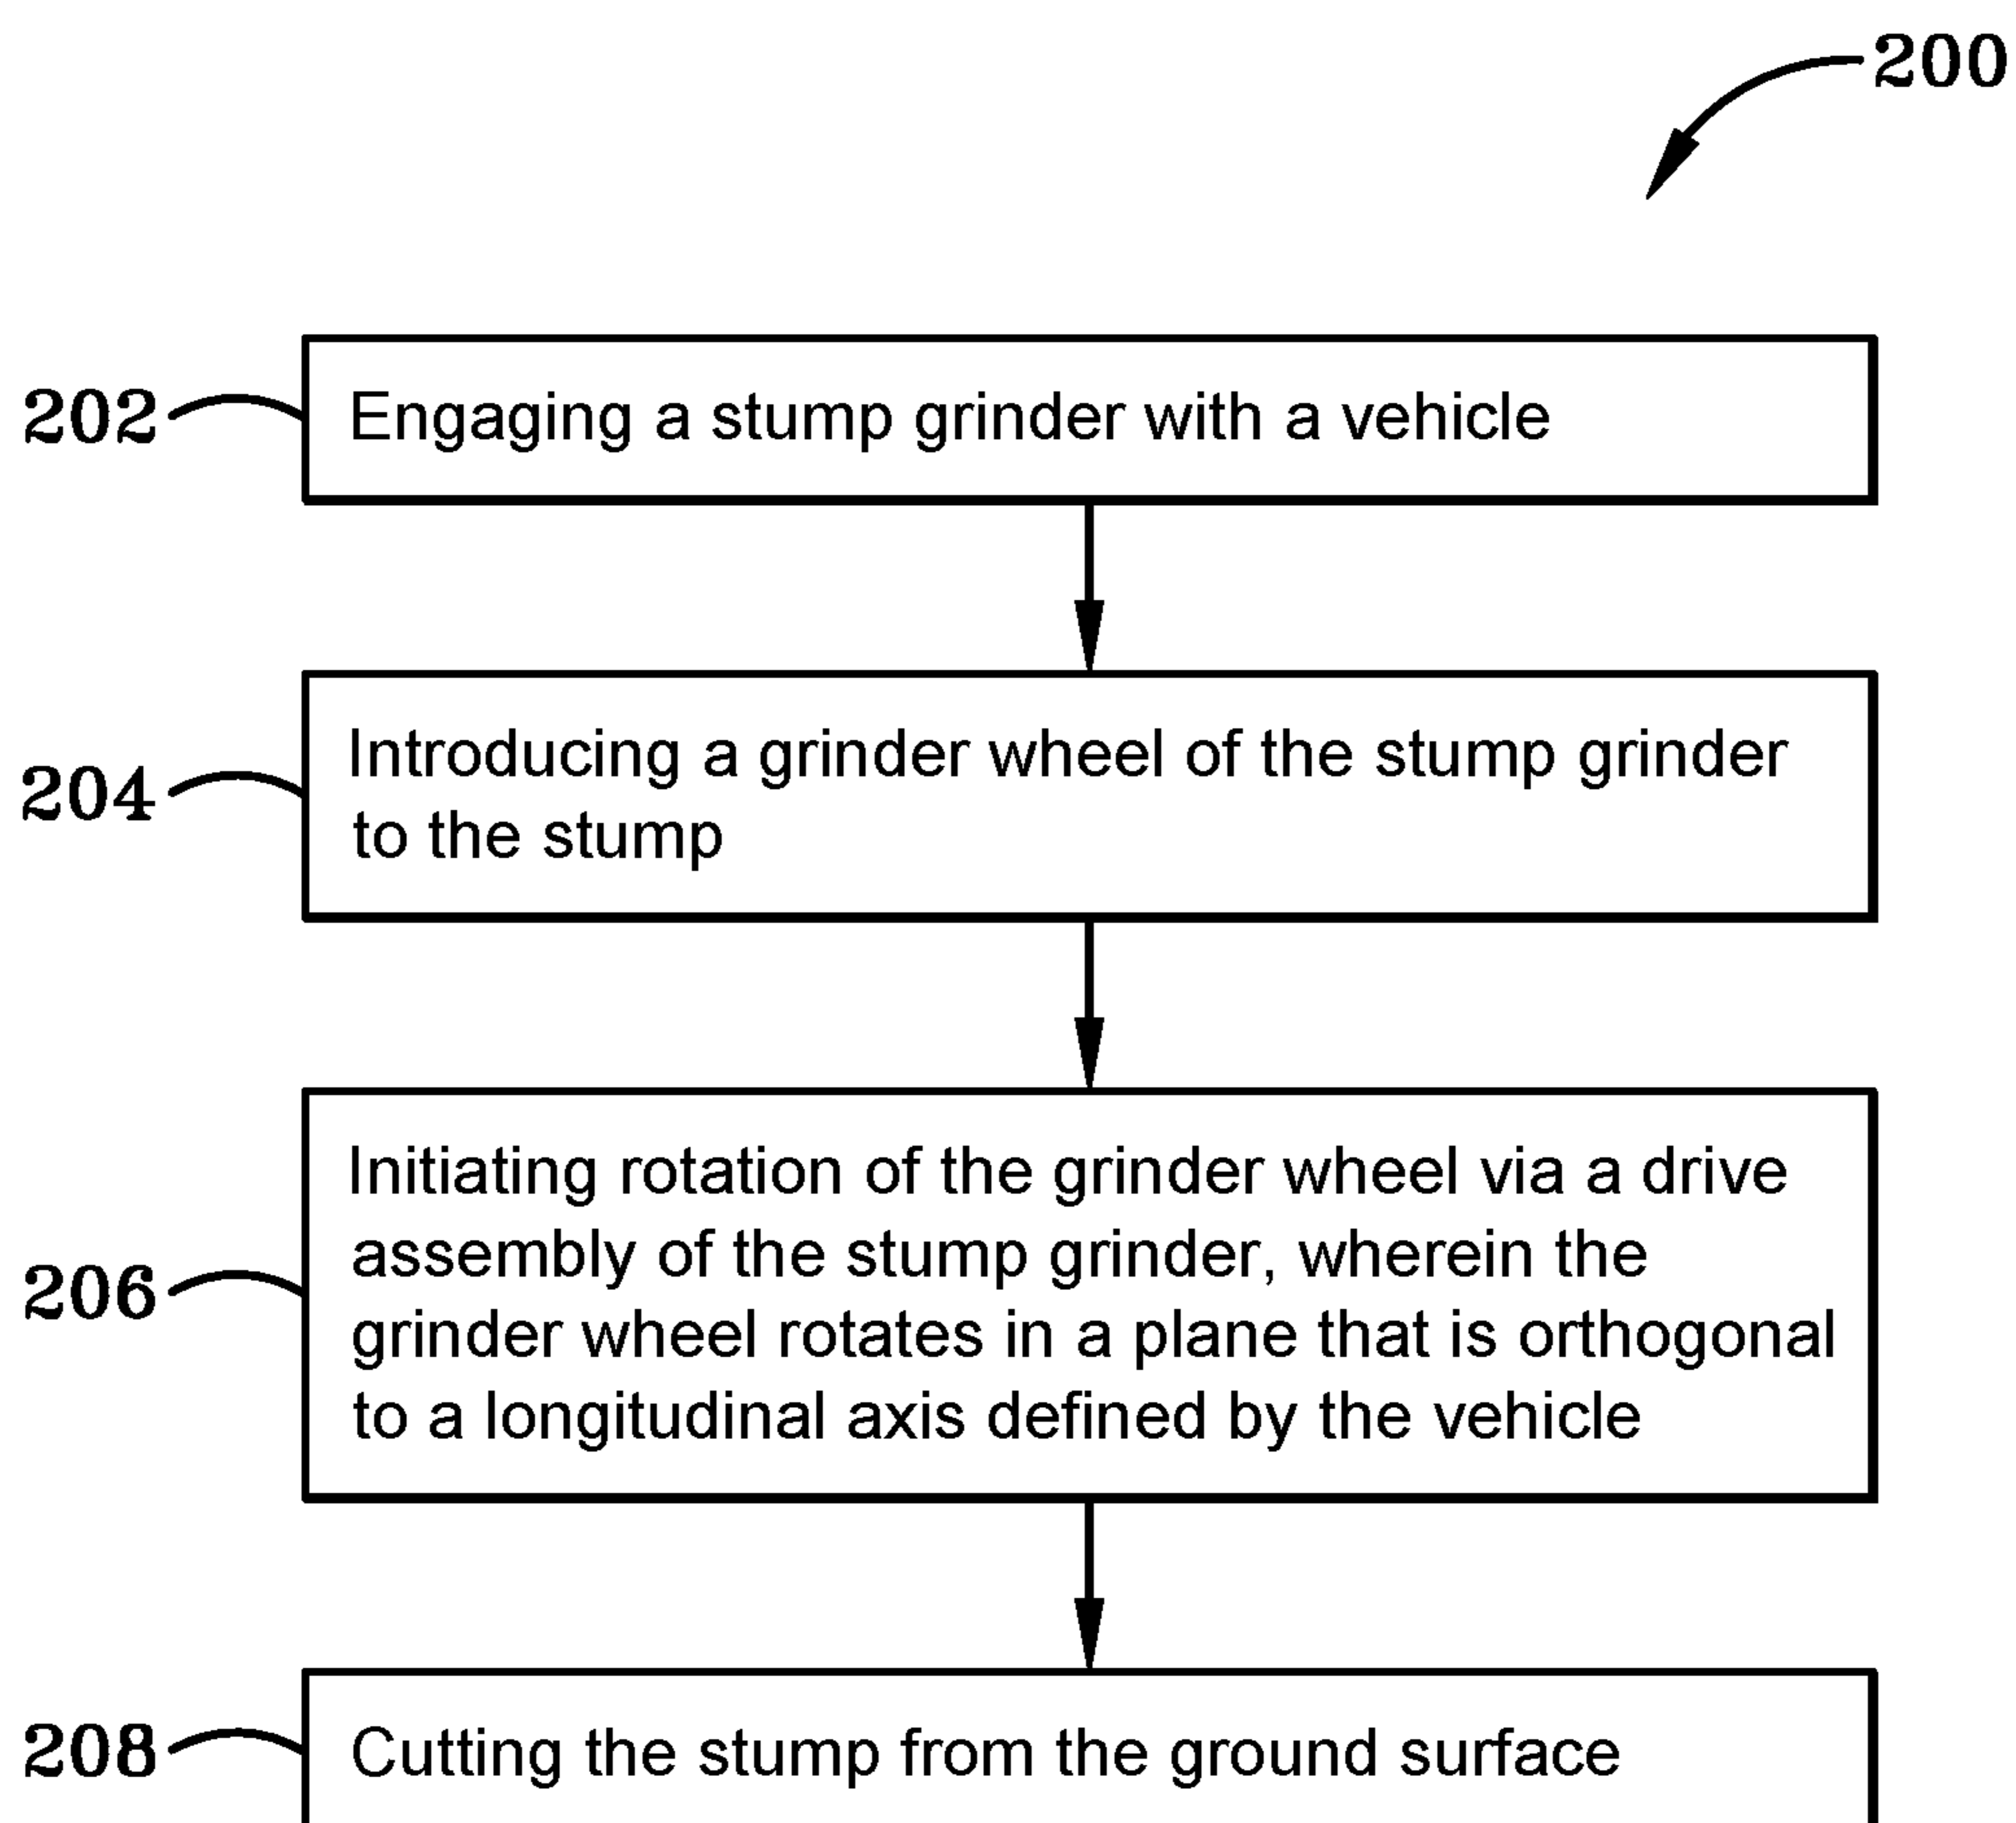 200
202
Engaging a stump grinder with a vehicle
204
Introducing a grinder wheel of the stump grinder
to the stump
206
Initiating rotation of the grinder wheel via a drive
assembly of the stump grinder, wherein the
grinder wheel rotates in a plane that is orthogonal
to a longitudinal axis defined by the vehicle
208
Cutting the stump from the ground surface